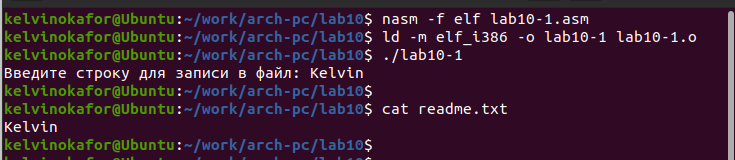 kelvinokafor@Ubuntu:~/work/arch-pc/lab10$ nasm -f elf lab10-1.asm
kelvinokafor@Ubuntu:~/work/arch-pc/lab10$ ld -m elf_i386 -o lab10-1 lab10-1.o
kelvinokafor@Ubuntu:~/work/arch-pc/lab10$ ./lab10-1
Введите строку для записи в файл: Kelvin
kelvinokafor@Ubuntu:~/work/arch-pc/lab10$
kelvinokafor@Ubuntu:~/work/arch-pc/lab10$ cat readme.txt
Kelvin
kelvinokafor@Ubuntu:~/work/arch-pc/lab10$
kelvinokafor@Ubuntu:~/work/arch-pc/lab10$